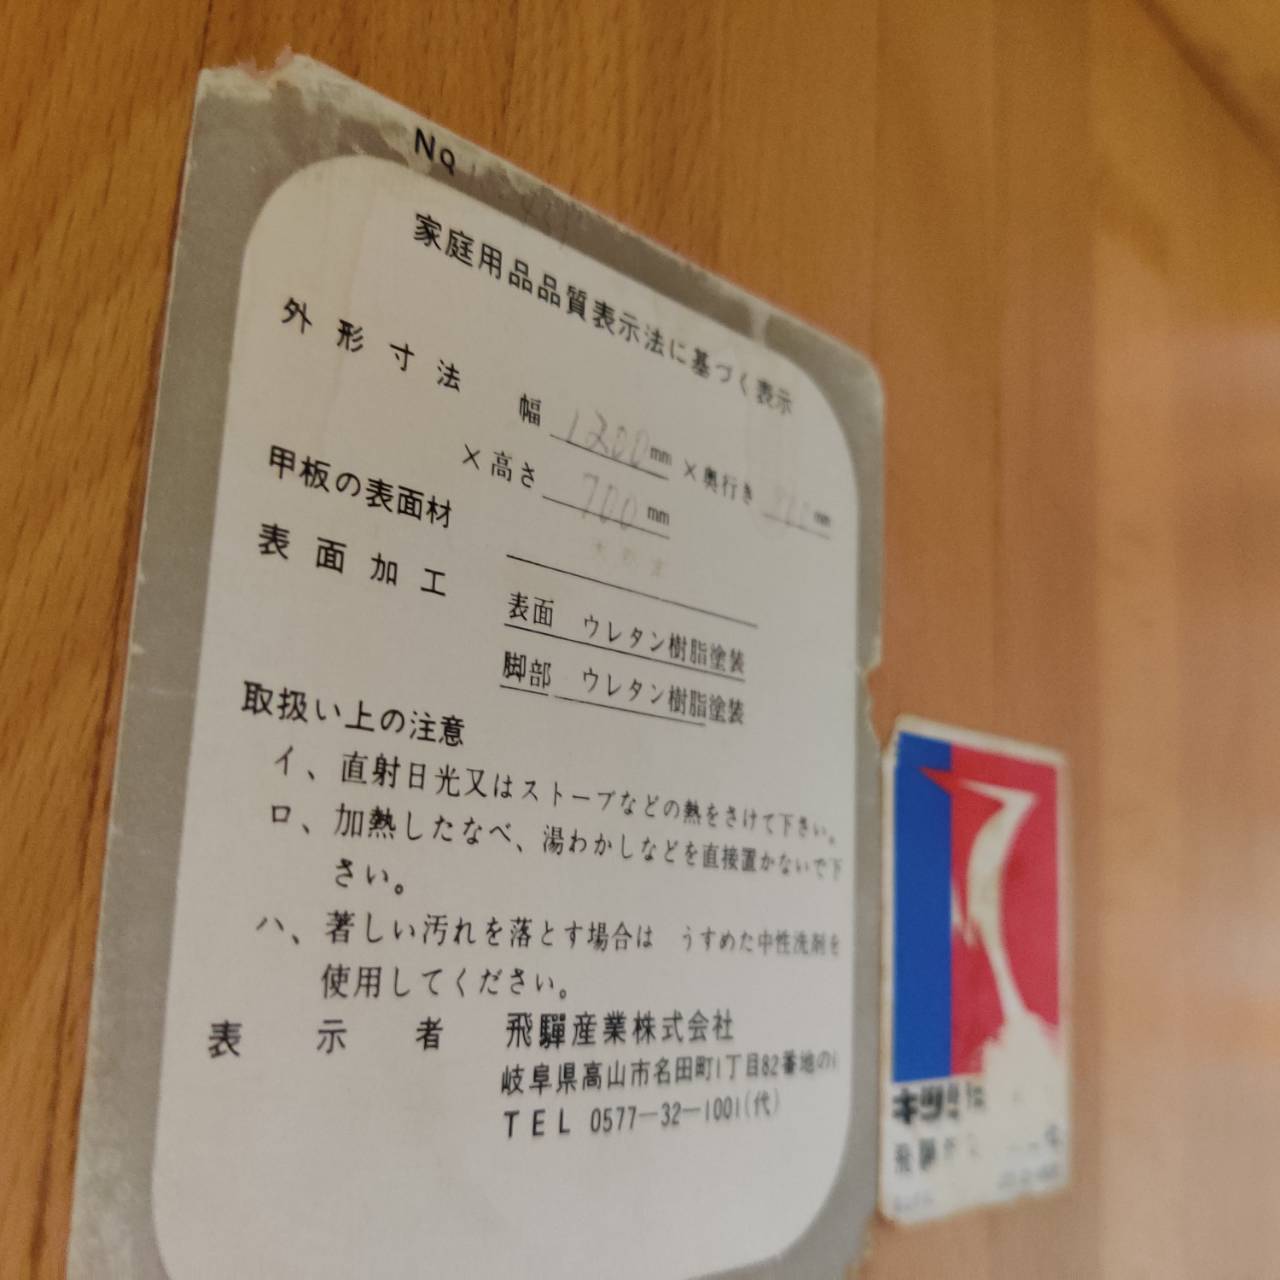 No
家庭用品品質表示法に基づく表示
外形寸法 幅 1200mm ×奥行き mm
×高さ 700mm
甲板の表面材
表面加工 表面 ウレタン樹脂塗装
脚部 ウレタン樹脂塗装
取扱い上の注意
イ、直射日光又はストーブなどの熱をさけて下さい。
ロ、加熱したなべ、湯わかしなどを直接置かないで下
さい。
ハ、著しい汚れを落とす場合は うすめた中性洗剤を
使用してください。
表示者 飛驒産業株式会社
岐阜県高山市名田町1丁目82番地の1
TEL 0577-32-1001(代)
キツ
飛驒